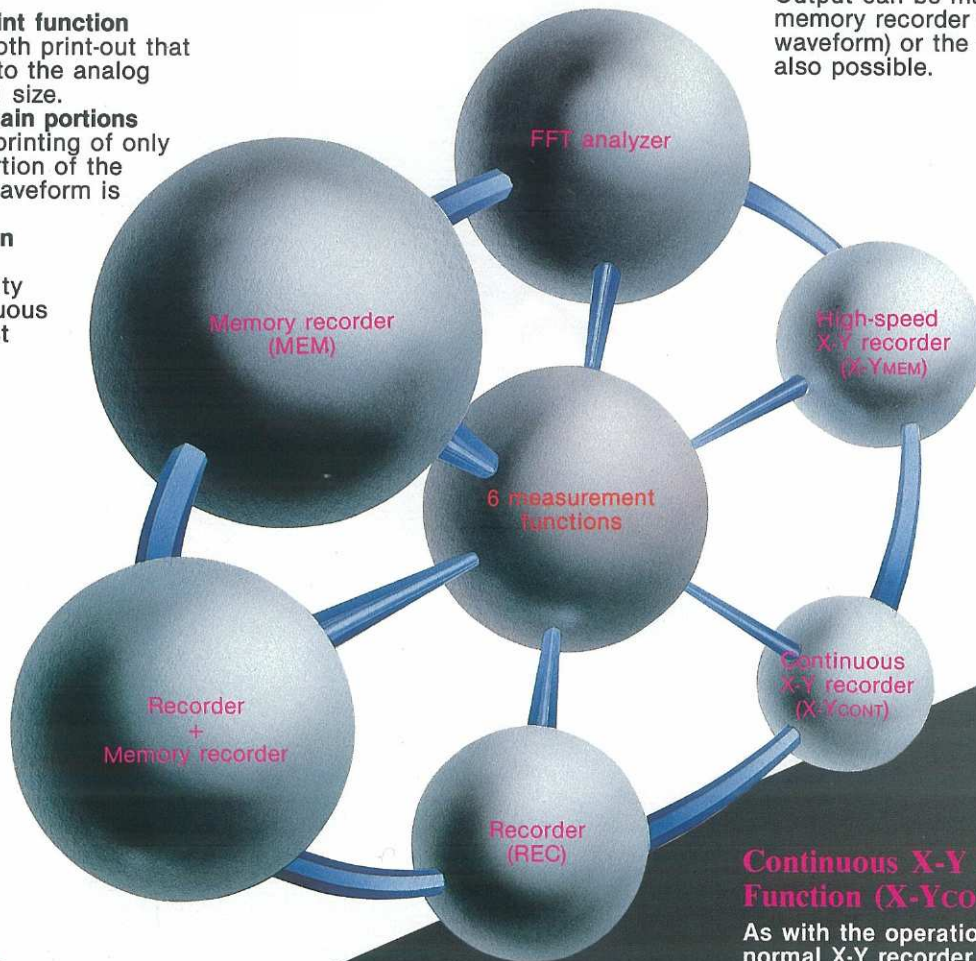 int function
oth print-out that
to the analog
size.
ain portions
printing of only
rtion of the
vaveform is
n
ty
uous
t
memory recorder
waveform) or the
also possible.
FFT analyzer
Memory recorder
(MEM)
High-speed
X-Y recorder
(X-YMEM)
6 measurement
functions
Continuous
X-Y recorder
(X-YCONT)
Recorder
+
Memory recorder
Recorder
(REC)
Continuous X-Y
Function (X-YCO
As with the operatio
normal X-Y recorder